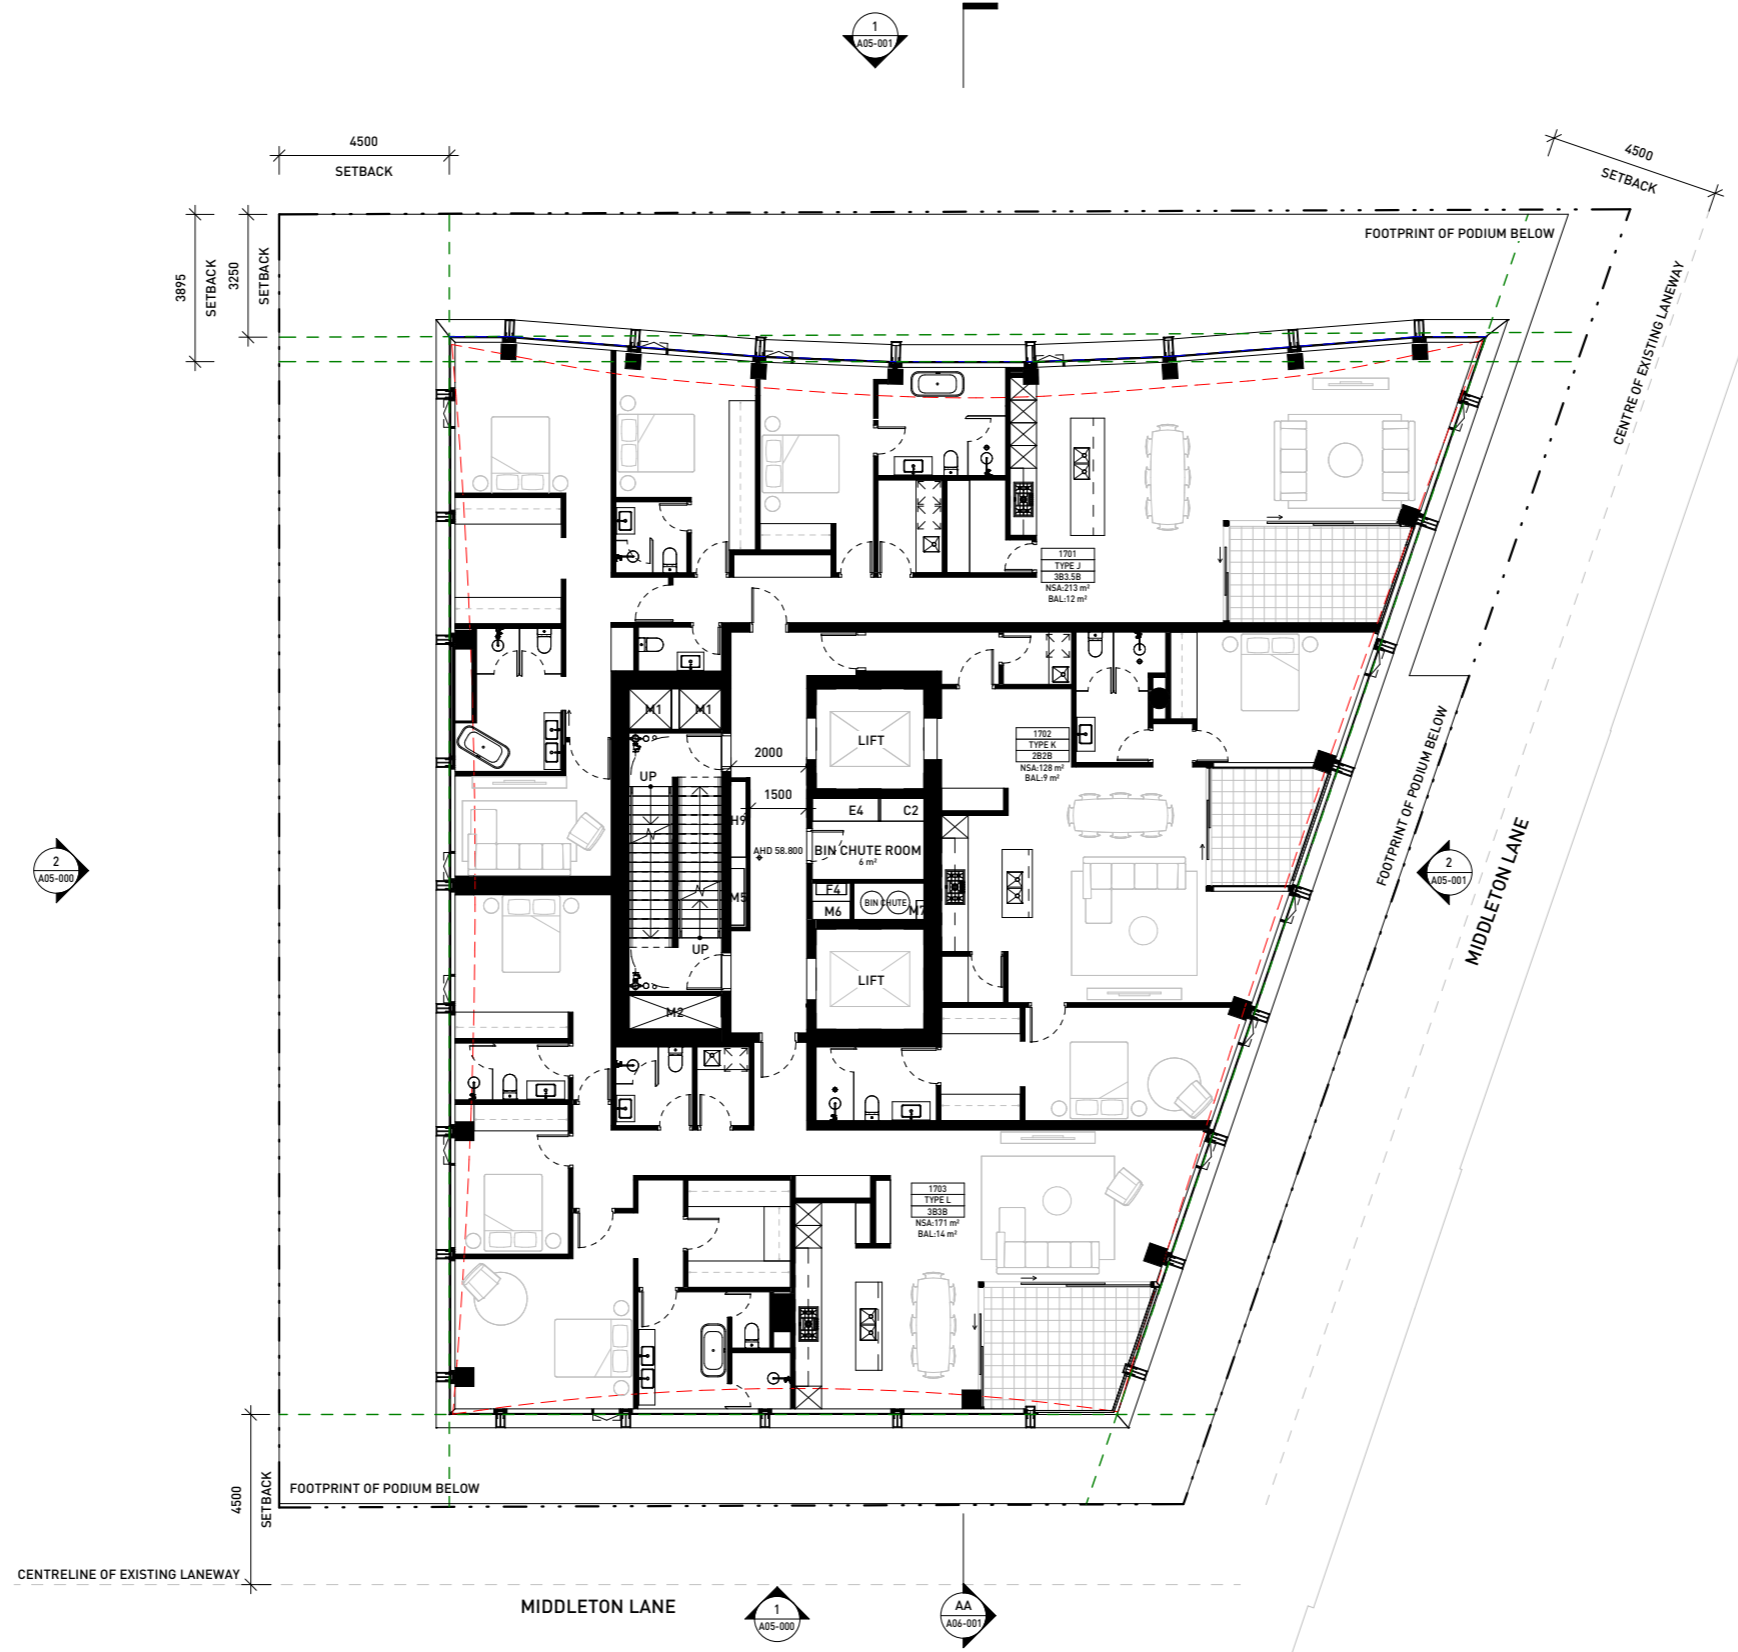 1
A05-001
4500
SETBACK
4500
SETBACK
3895
SETBACK
3250
SETBACK
FOOTPRINT OF PODIUM BELOW
CENTRE OF EXISTING LANEWAY
1701
TYPE J
3B3.5B
NSA:213 m²
BAL:12 m²
M1
M1
LIFT
1702
TYPE K
2B2B
NSA:128 m²
BAL:9 m²
2000
UP
1500
H9
E4
C2
AHD 58.800
BIN CHUTE ROOM
6 m²
M5
F4
M6
BIN CHUTE
M7
UP
LIFT
M2
FOOTPRINT OF PODIUM BELOW
2
A05-000
2
A05-001
MIDDLETON LANE
1703
TYPE L
3B3B
NSA:171 m²
BAL:14 m²
FOOTPRINT OF PODIUM BELOW
4500
SETBACK
CENTRELINE OF EXISTING LANEWAY
MIDDLETON LANE
1
A05-000
AA
A06-001